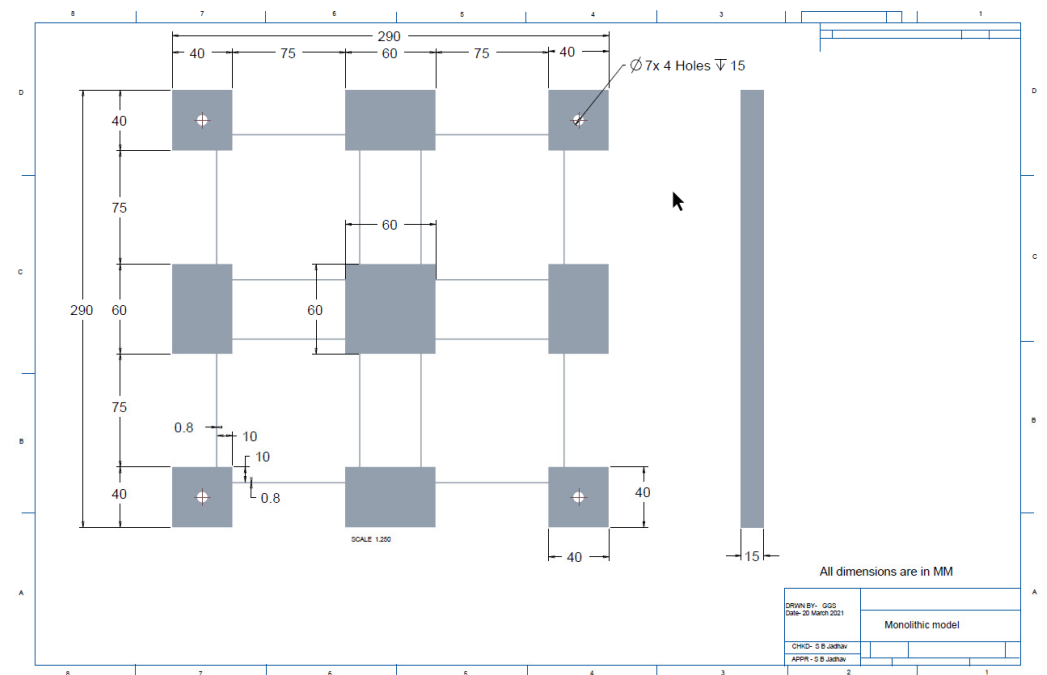 8 7 6 5 4 3 1
290
40 75 60 75 40
∅ 7x 4 Holes ↧ 15
D D
40
75
60
C C
290 60 60
75
0.8 10
B B
10
40 0.8 40
SCALE 1.250
40 15
All dimensions are in MM
A A
DRWN BY- GGS
Date- 20 March 2021
Monolithic model
CHKD- S B Jadhav
APPR - S B Jadhav
8 7 6 5 4 3 2 1